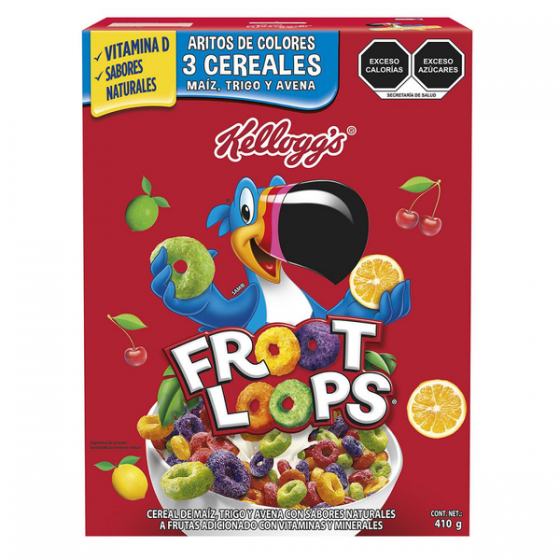 ✓ VITAMINA D
✓ SABORES
NATURALES
ARITOS DE COLORES
3 CEREALES
MAÍZ, TRIGO Y AVENA
EXCESO
CALORÍAS
EXCESO
AZÚCARES
SECRETARÍA DE SALUD
Kellogg's®
SAM®
FROOT
LOOPS®
CEREAL DE MAÍZ, TRIGO Y AVENA CON SABORES NATURALES
A FRUTAS ADICIONADO CON VITAMINAS Y MINERALES
CONT. NET.:
410 g